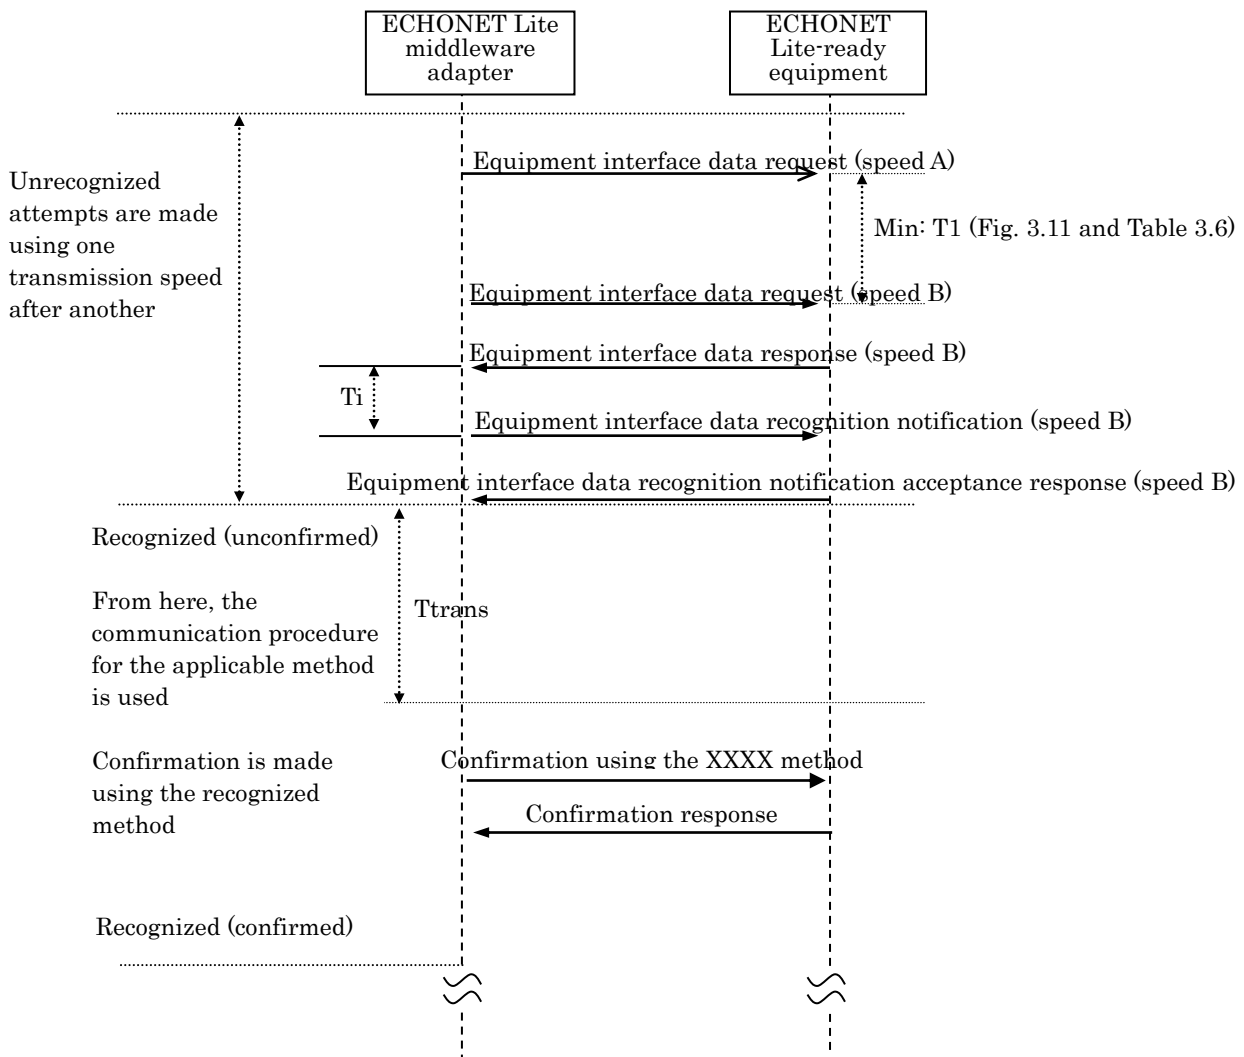 ECHONET Lite
middleware
adapter
ECHONET
Lite-ready
equipment
Equipment interface data request (speed A)
Unrecognized
attempts are made
using one
transmission speed
after another
Min: T1 (Fig. 3.11 and Table 3.6)
Equipment interface data request (speed B)
Equipment interface data response (speed B)
Ti
Equipment interface data recognition notification (speed B)
Equipment interface data recognition notification acceptance response (speed B)
Recognized (unconfirmed)
From here, the
communication procedure
for the applicable method
is used
Ttrans
Confirmation is made
using the recognized
method
Confirmation using the XXXX method
Confirmation response
Recognized (confirmed)